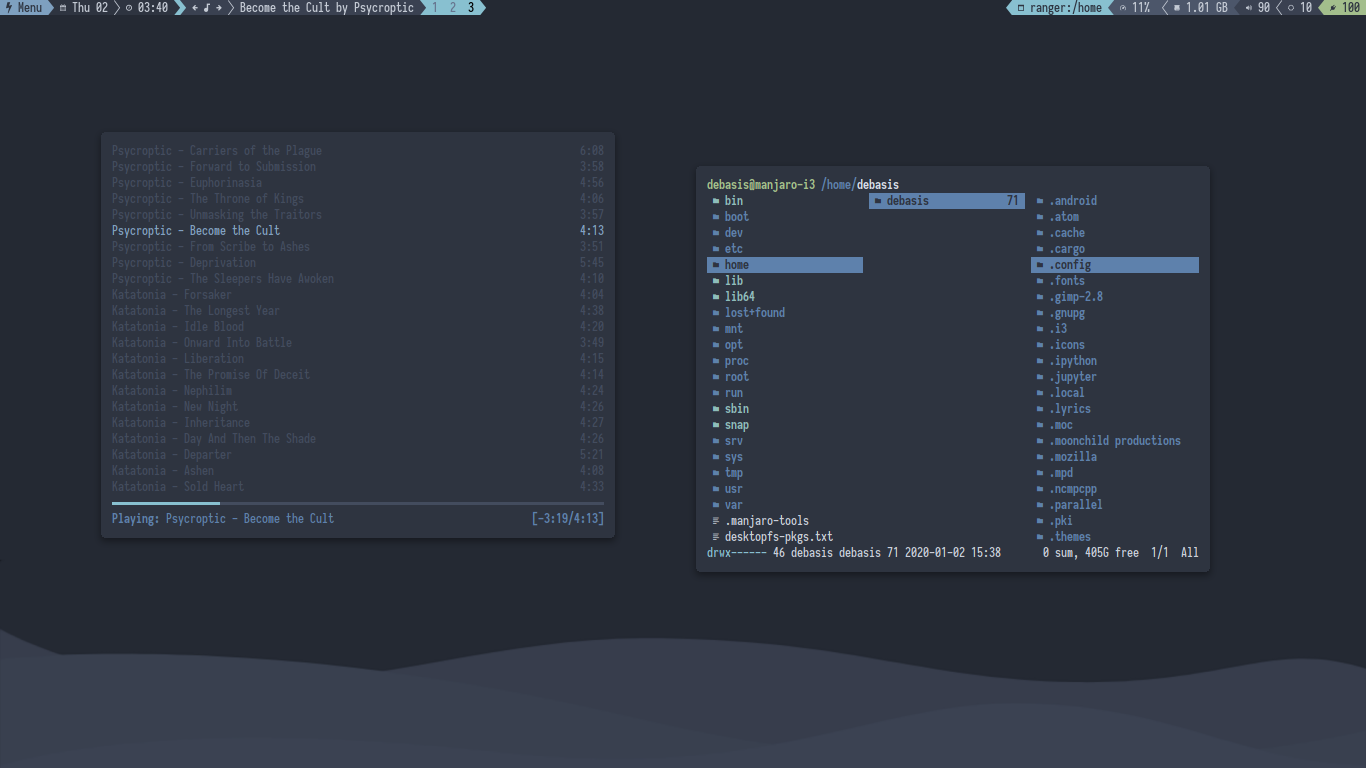 Menu Thu 02 03:40 Become the Cult by Psycroptic 1 2 3 ranger:/home 11% 1.01 GB 90 10 100
Psycroptic - Carriers of the Plague 6:08
Psycroptic - Forward to Submission 3:58
Psycroptic - Euphorinasia 4:56
Psycroptic - The Throne of Kings 4:06
Psycroptic - Unmasking the Traitors 3:57
Psycroptic - Become the Cult 4:13
Psycroptic - From Scribe to Ashes 3:51
Psycroptic - Deprivation 5:45
Psycroptic - The Sleepers Have Awoken 4:10
Katatonia - Forsaker 4:04
Katatonia - The Longest Year 4:38
Katatonia - Idle Blood 4:20
Katatonia - Onward Into Battle 3:49
Katatonia - Liberation 4:15
Katatonia - The Promise Of Deceit 4:14
Katatonia - Nephilim 4:24
Katatonia - New Night 4:26
Katatonia - Inheritance 4:27
Katatonia - Day And Then The Shade 4:26
Katatonia - Departer 5:21
Katatonia - Ashen 4:08
Katatonia - Sold Heart 4:33
Playing: Psycroptic - Become the Cult [-3:19/4:13]
debasis@manjaro-i3 /home/debasis
bin debasis 71 .android
boot .atom
dev .cache
etc .cargo
home .config
lib .fonts
lib64 .gimp-2.8
lost+found .gnupg
mnt .i3
opt .icons
proc .ipython
root .jupyter
run .local
sbin .lyrics
snap .moc
srv .moonchild productions
sys .mozilla
tmp .mpd
usr .ncmpcpp
var .parallel
.manjaro-tools .pki
desktopfs-pkgs.txt .themes
drwx------ 46 debasis debasis 71 2020-01-02 15:38 0 sum, 405G free 1/1 All